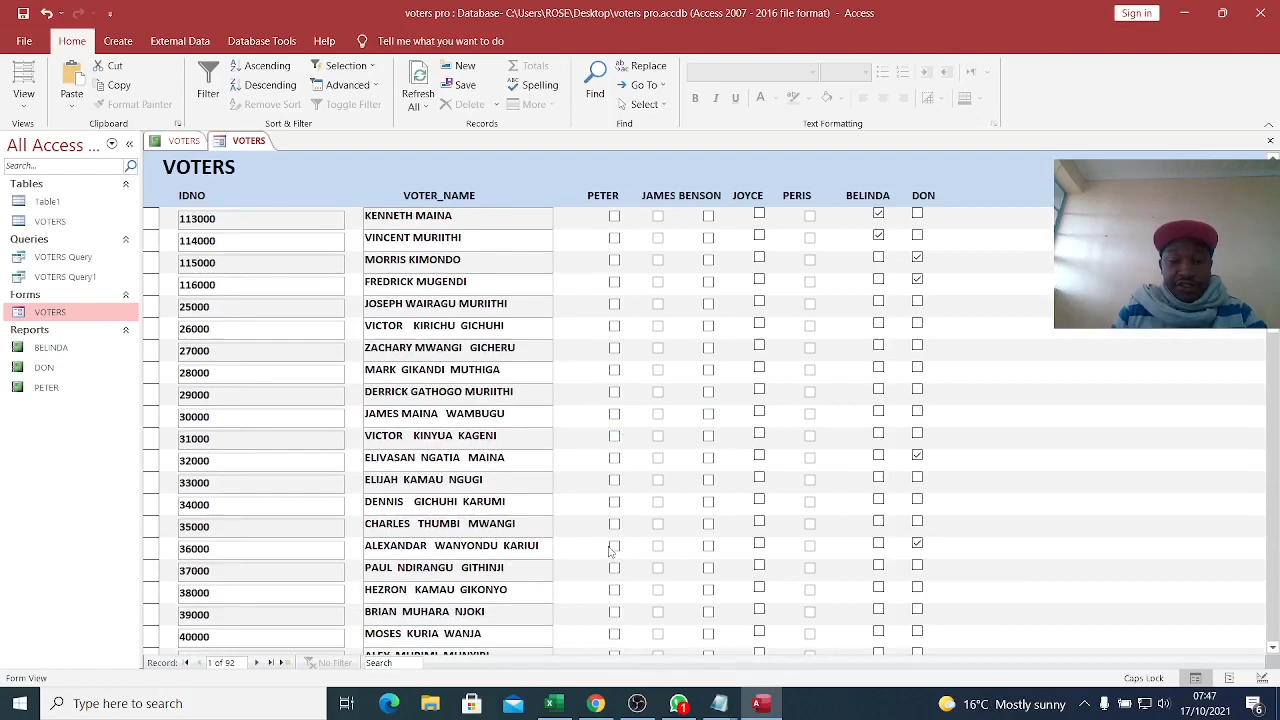 voters pro : Database- C:\Users\ROSE\Desktop\voters pro.accdb (Access 2007 - 2016 file format) - Access
Sign in
File Home Create External Data Database Tools Help Tell me what you want to do
View
Views
Paste
Cut
Copy
Format Painter
Clipboard
Filter
Ascending
Descending
Remove Sort
Selection
Advanced
Toggle Filter
Sort & Filter
Refresh
All
New
Save
Delete
Totals
Spelling
More
Records
Find
Replace
Go To
Select
Find
B I U A
Text Formatting
All Access ...
Search...
Tables
Table1
VOTERS
Queries
VOTERS Query
VOTERS Query1
Forms
VOTERS
Reports
BELINDA
DON
PETER
VOTERS VOTERS
VOTERS
IDNO VOTER_NAME PETER JAMES BENSON JOYCE PERIS BELINDA DON
113000 KENNETH MAINA
114000 VINCENT MURIITHI
115000 MORRIS KIMONDO
116000 FREDRICK MUGENDI
25000 JOSEPH WAIRAGU MURIITHI
26000 VICTOR KIRICHU GICHUHI
27000 ZACHARY MWANGI GICHERU
28000 MARK GIKANDI MUTHIGA
29000 DERRICK GATHOGO MURIITHI
30000 JAMES MAINA WAMBUGU
31000 VICTOR KINYUA KAGENI
32000 ELIVASAN NGATIA MAINA
33000 ELIJAH KAMAU NGUGI
34000 DENNIS GICHUHI KARUMI
35000 CHARLES THUMBI MWANGI
36000 ALEXANDAR WANYONDU KARIUI
37000 PAUL NDIRANGU GITHINJI
38000 HEZRON KAMAU GIKONYO
39000 BRIAN MUHARA NJOKI
40000 MOSES KURIA WANJA
Record: 1 of 92 No Filter Search
Form View
Caps Lock
Type here to search
1
16°C Mostly sunny
07:47
17/10/2021